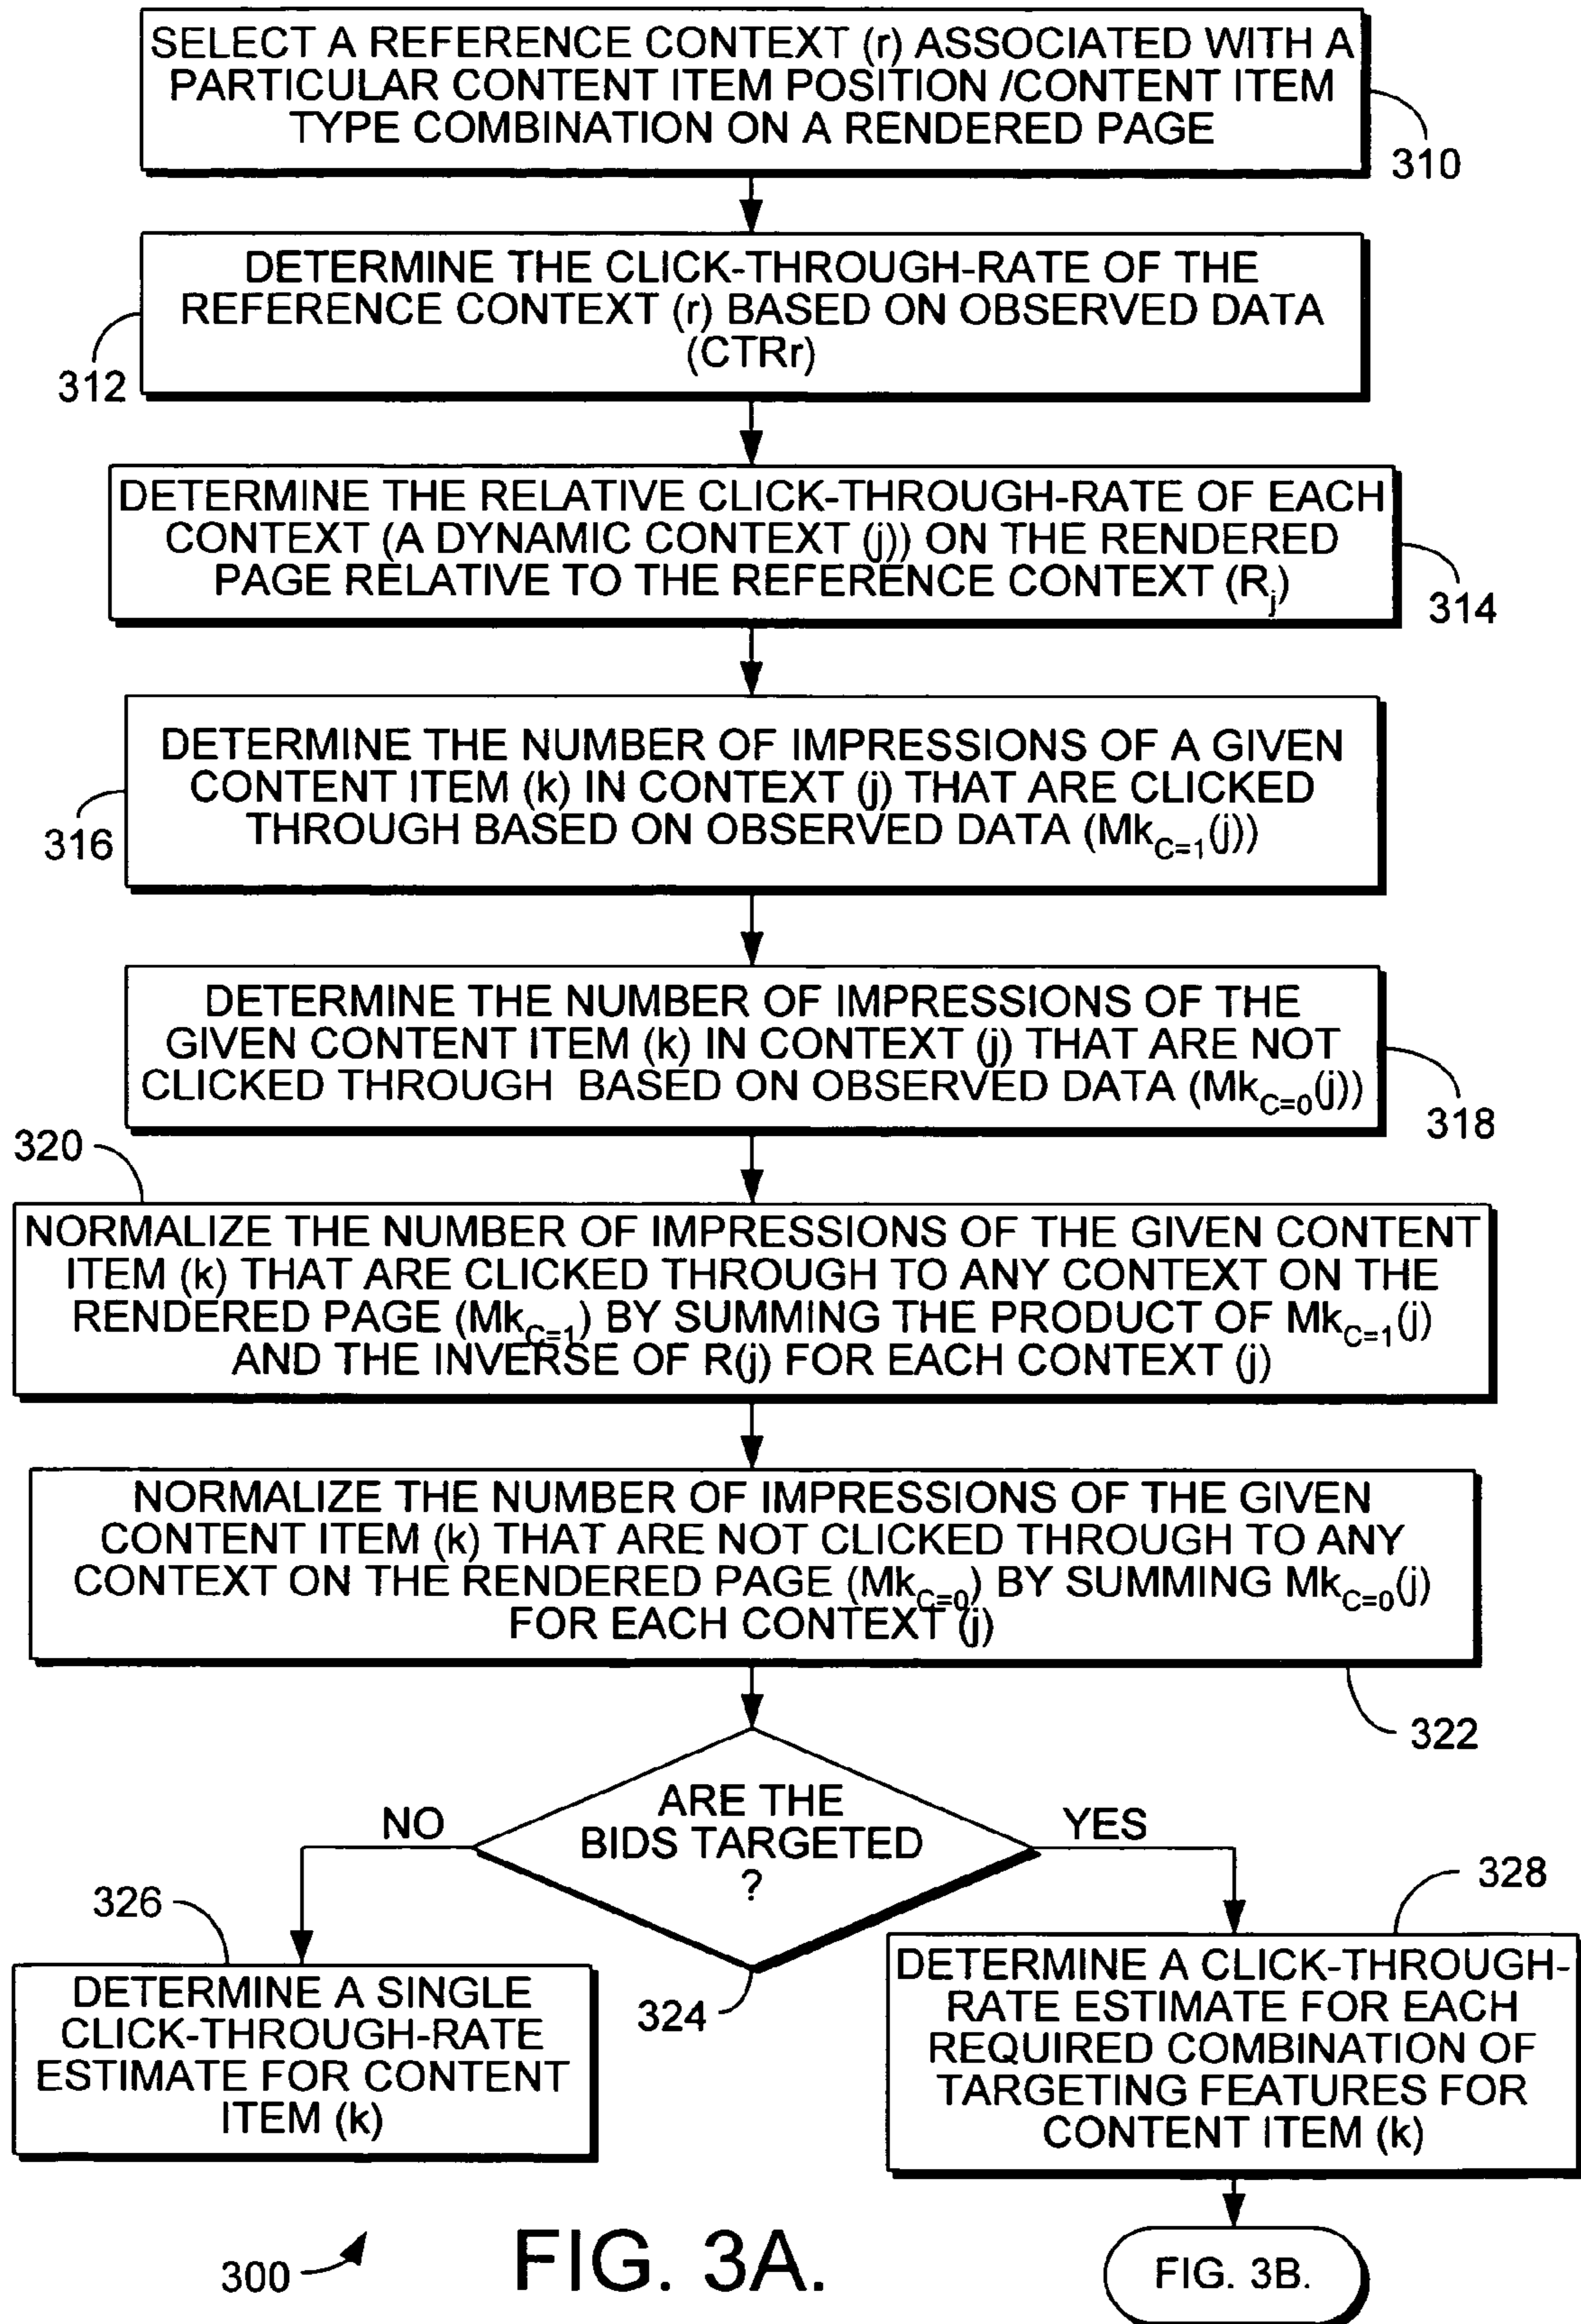 SELECT A REFERENCE CONTEXT (r) ASSOCIATED WITH A
PARTICULAR CONTENT ITEM POSITION /CONTENT ITEM
TYPE COMBINATION ON A RENDERED PAGE
310
DETERMINE THE CLICK-THROUGH-RATE OF THE
REFERENCE CONTEXT (r) BASED ON OBSERVED DATA
(CTRr)
312
DETERMINE THE RELATIVE CLICK-THROUGH-RATE OF EACH
CONTEXT (A DYNAMIC CONTEXT (j)) ON THE RENDERED
PAGE RELATIVE TO THE REFERENCE CONTEXT (Rj)
314
DETERMINE THE NUMBER OF IMPRESSIONS OF A GIVEN
CONTENT ITEM (k) IN CONTEXT (j) THAT ARE CLICKED
THROUGH BASED ON OBSERVED DATA (MkC=1(j))
316
DETERMINE THE NUMBER OF IMPRESSIONS OF THE
GIVEN CONTENT ITEM (k) IN CONTEXT (j) THAT ARE NOT
CLICKED THROUGH BASED ON OBSERVED DATA (MkC=0(j))
318
320
NORMALIZE THE NUMBER OF IMPRESSIONS OF THE GIVEN CONTENT
ITEM (k) THAT ARE CLICKED THROUGH TO ANY CONTEXT ON THE
RENDERED PAGE (MkC=1) BY SUMMING THE PRODUCT OF MkC=1(j)
AND THE INVERSE OF R(j) FOR EACH CONTEXT (j)
NORMALIZE THE NUMBER OF IMPRESSIONS OF THE GIVEN
CONTENT ITEM (k) THAT ARE NOT CLICKED THROUGH TO ANY
CONTEXT ON THE RENDERED PAGE (MkC=0) BY SUMMING MkC=0(j)
FOR EACH CONTEXT (j)
322
ARE THE
BIDS TARGETED
?
NO
YES
324
326
DETERMINE A SINGLE
CLICK-THROUGH-RATE
ESTIMATE FOR CONTENT
ITEM (k)
328
DETERMINE A CLICK-THROUGH-
RATE ESTIMATE FOR EACH
REQUIRED COMBINATION OF
TARGETING FEATURES FOR
CONTENT ITEM (k)
300
FIG. 3A.
FIG. 3B.